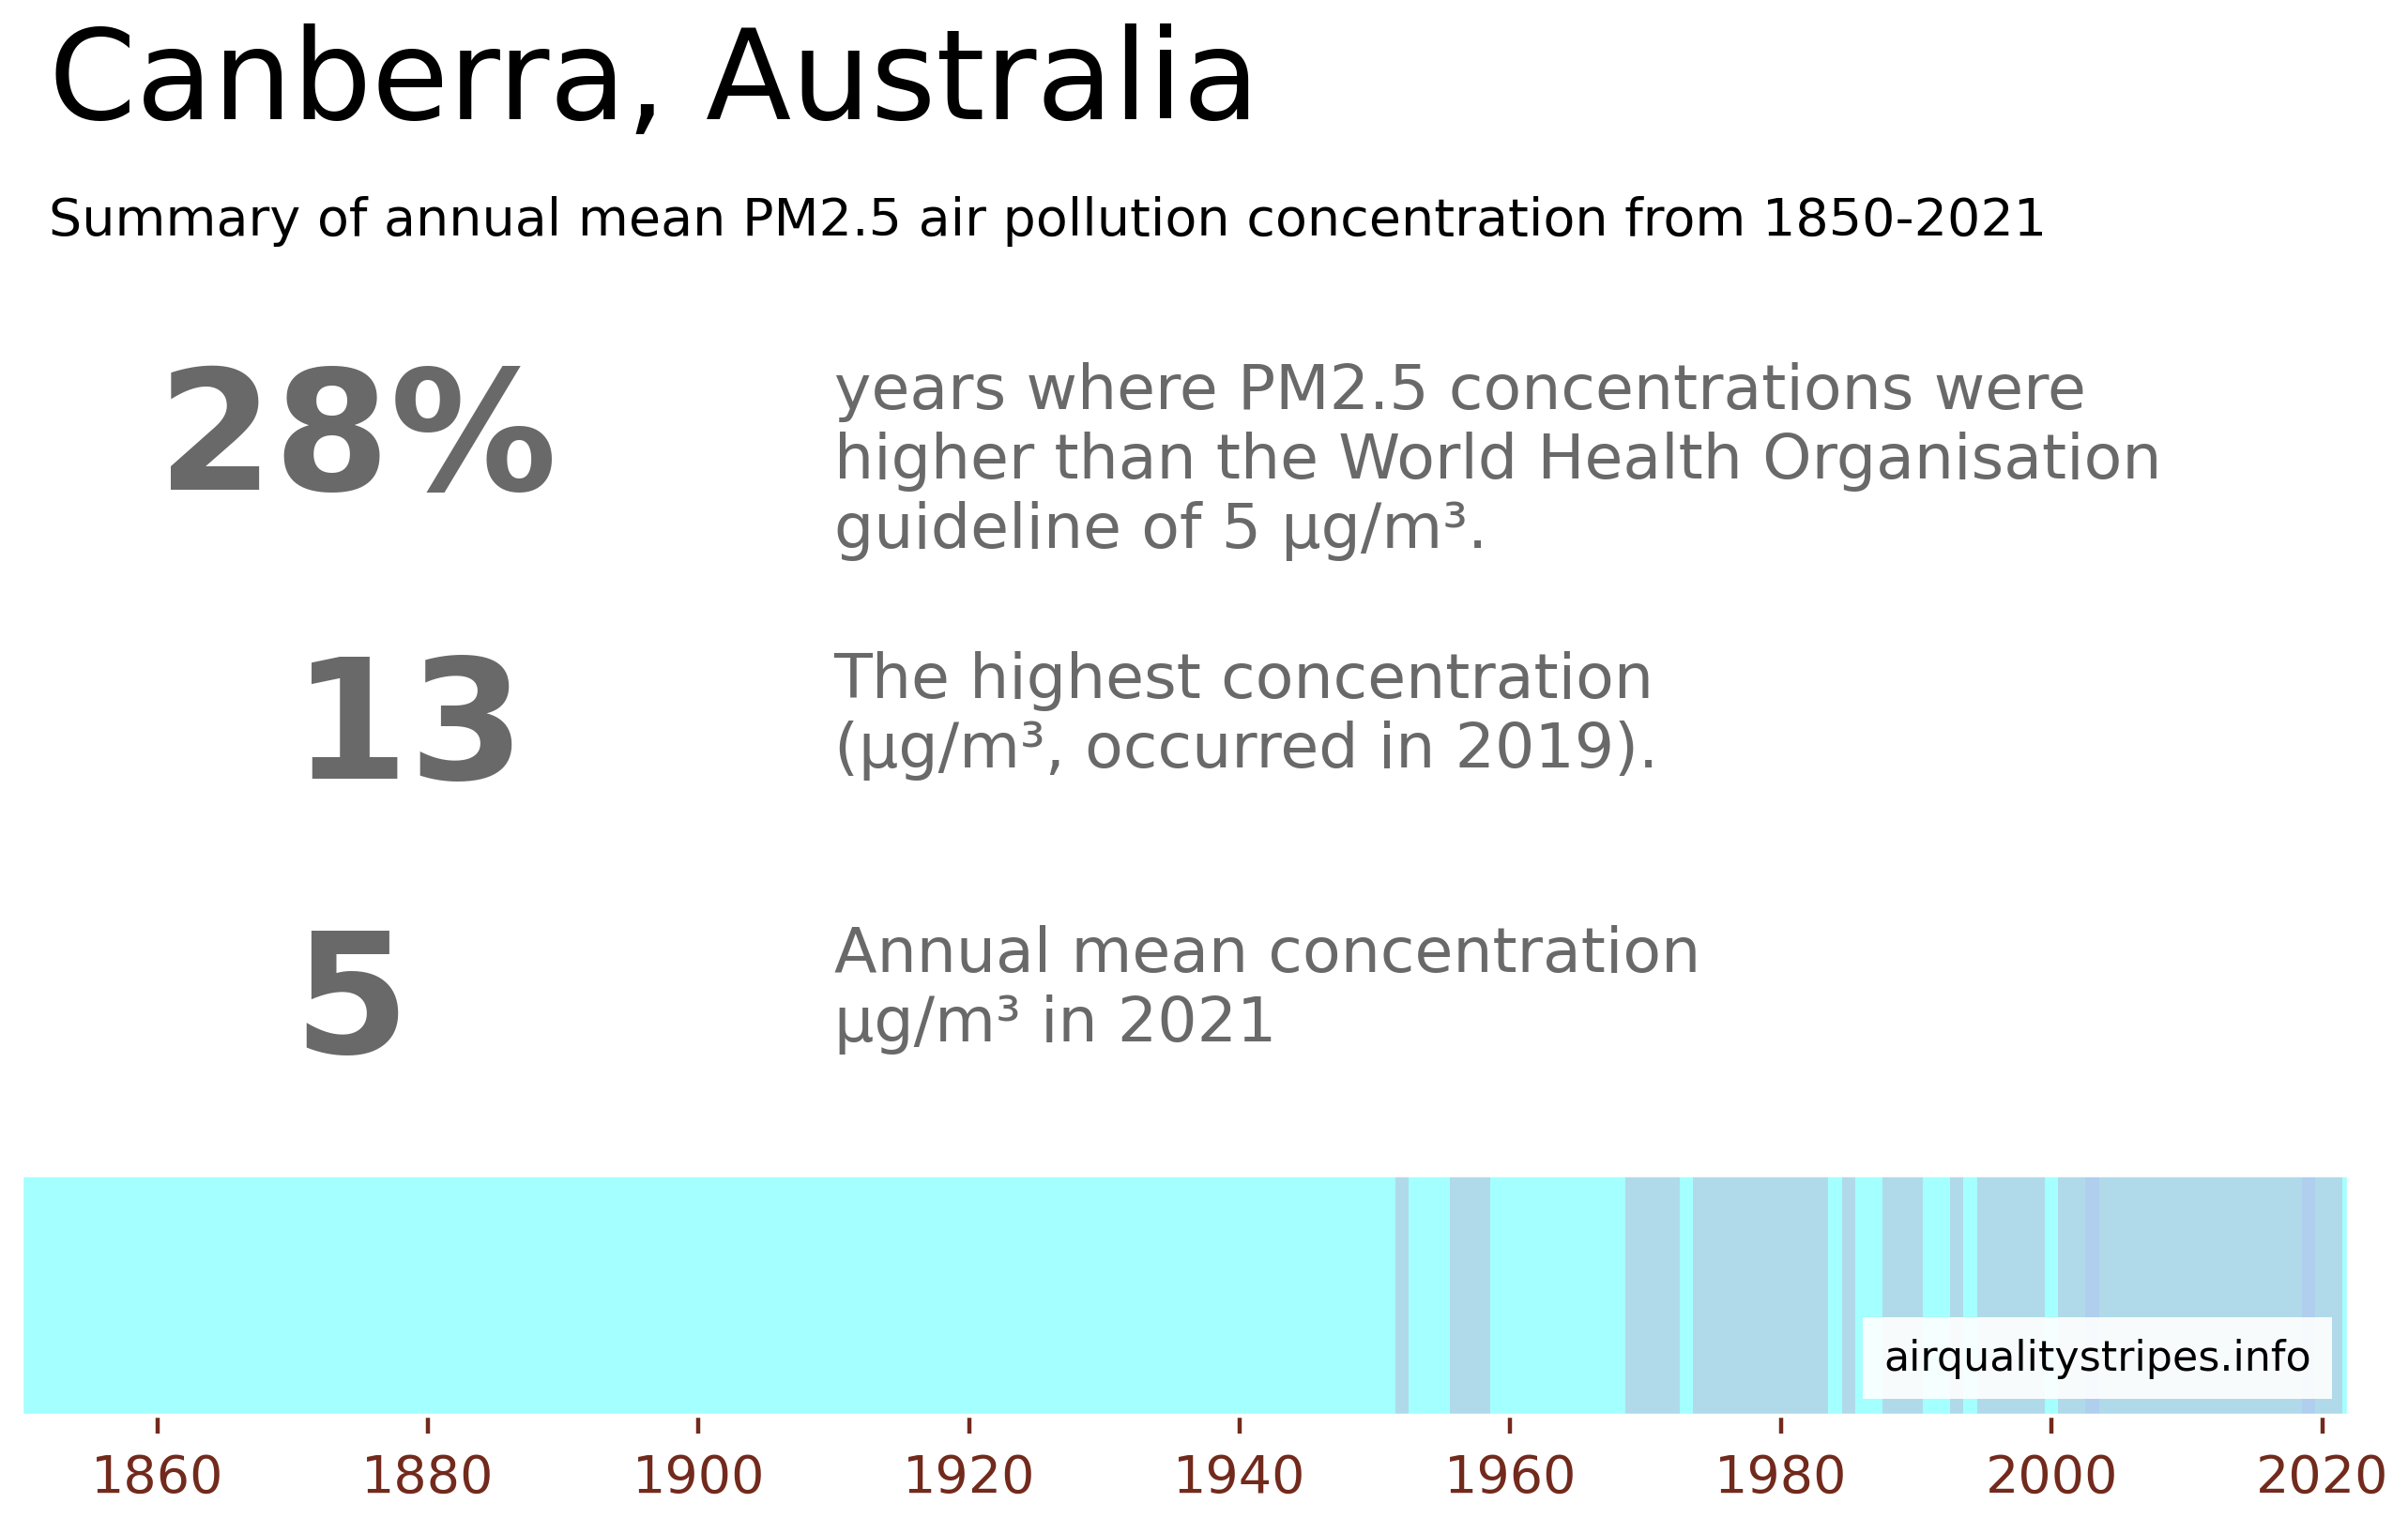 Canberra, Australia
Summary of annual mean PM2.5 air pollution concentration from 1850-2021
28%
years where PM2.5 concentrations were
higher than the World Health Organisation
guideline of 5 µg/m³.
13
The highest concentration
(µg/m³, occurred in 2019).
5
Annual mean concentration
µg/m³ in 2021
airqualitystripes.info
1860 1880 1900 1920 1940 1960 1980 2000 2020